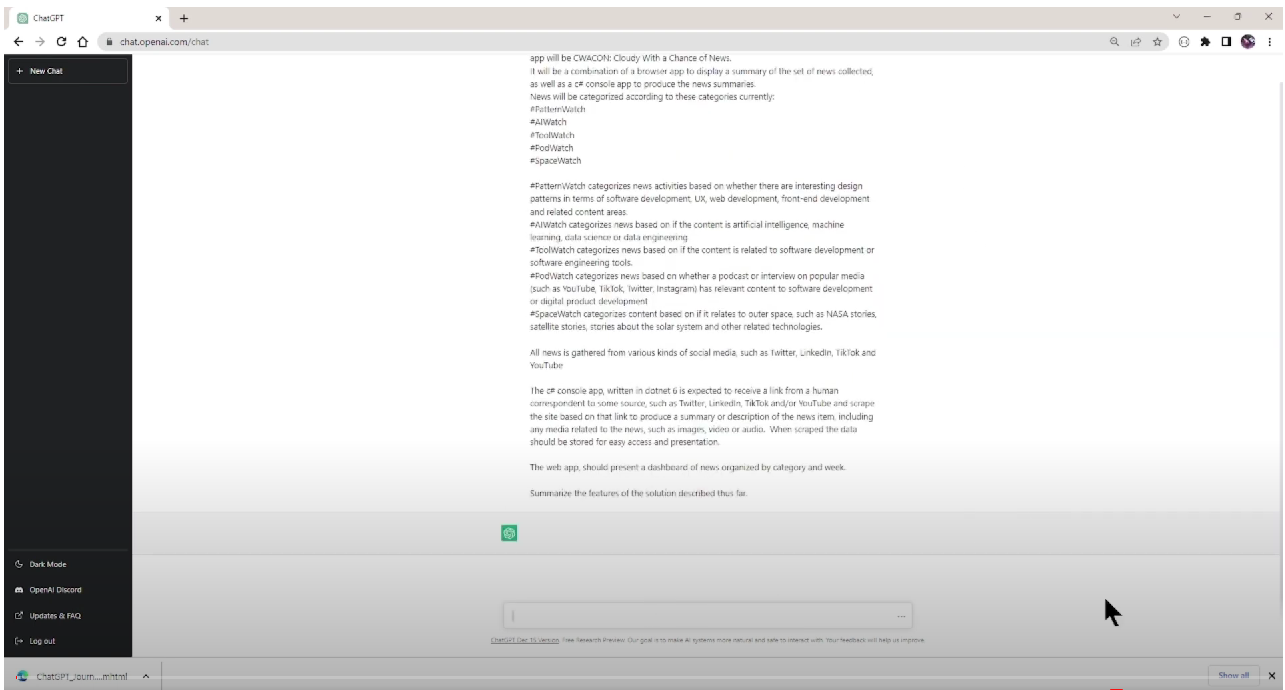 ChatGPT
chat.openai.com/chat
New Chat
app will be CWACON: Cloudy With a Chance of News.
It will be a combination of a browser app to display a summary of the set of news collected,
as well as a c# console app to produce the news summaries.
News will be categorized according to these categories currently:
#PatternWatch
#AIWatch
#ToolWatch
#PodWatch
#SpaceWatch
#PatternWatch categorizes news activities based on whether there are interesting design
patterns in terms of software development, UX, web development, front-end development
and related content areas.
#AIWatch categorizes news based on if the content is artificial intelligence, machine
learning, data science or data engineering
#ToolWatch categorizes news based on if the content is related to software development or
software engineering tools.
#PodWatch categorizes news based on whether a podcast or interview on popular media
(such as YouTube, TikTok, Twitter, Instagram) has relevant content to software development
or digital product development
#SpaceWatch categorizes content based on if it relates to outer space, such as NASA stories,
satellite stories, stories about the solar system and other related technologies.
All news is gathered from various kinds of social media, such as Twitter, LinkedIn, TikTok and
YouTube
The c# console app, written in dotnet 6 is expected to receive a link from a human
correspondent to some source, such as Twitter, LinkedIn, TikTok and/or YouTube and scrape
the site based on that link to produce a summary or description of the news item, including
any media related to the news, such as images, video or audio. When scraped the data
should be stored for easy access and presentation.
The web app, should present a dashboard of news organized by category and week.
Summarize the features of the solution described thus far.
Dark Mode
OpenAI Discord
Updates & FAQ
Log out
ChatGPT Dec 15 Version. Free Research Preview. Our goal is to make AI systems more natural and safe to interact with. Your feedback will help us improve.
ChatGPT_Journ....mhtml
Show all